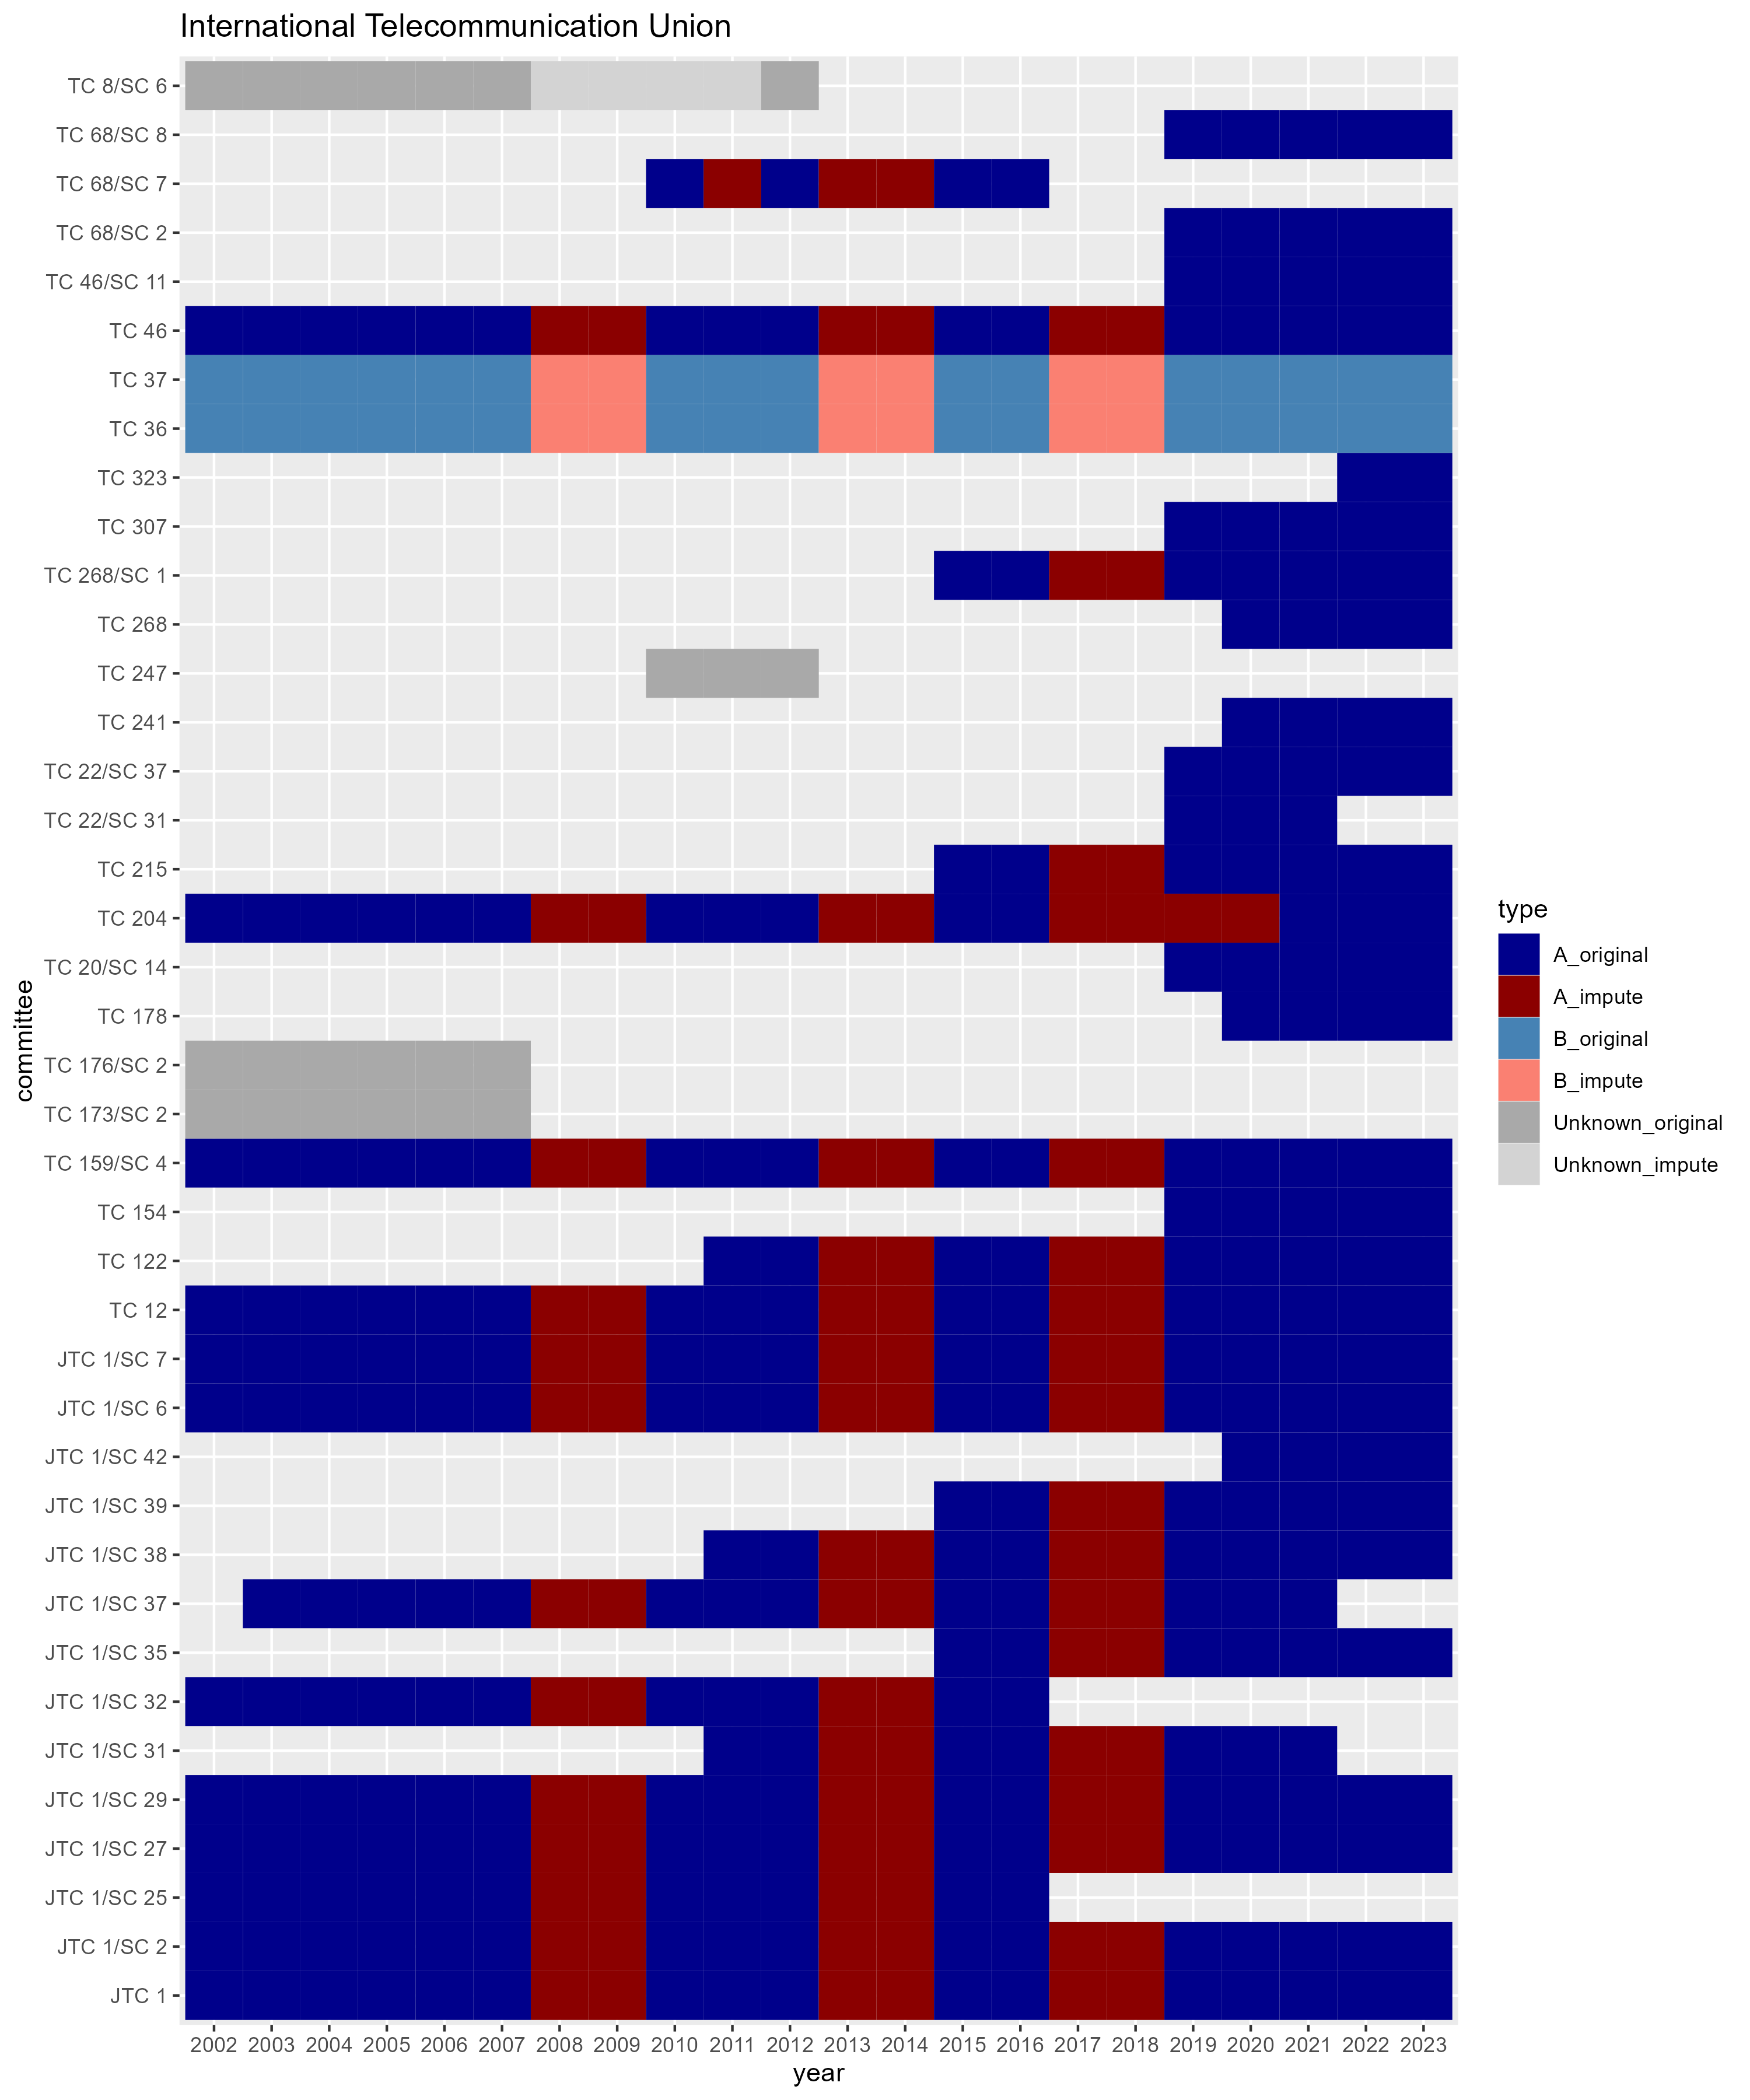 International Telecommunication Union
TC 8/SC 6
TC 68/SC 8
TC 68/SC 7
TC 68/SC 2
TC 46/SC 11
TC 46
TC 37
TC 36
TC 323
TC 307
TC 268/SC 1
TC 268
TC 247
TC 241
TC 22/SC 37
TC 22/SC 31
TC 215
TC 204
TC 20/SC 14
TC 178
TC 176/SC 2
TC 173/SC 2
TC 159/SC 4
TC 154
TC 122
TC 12
JTC 1/SC 7
JTC 1/SC 6
JTC 1/SC 42
JTC 1/SC 39
JTC 1/SC 38
JTC 1/SC 37
JTC 1/SC 35
JTC 1/SC 32
JTC 1/SC 31
JTC 1/SC 29
JTC 1/SC 27
JTC 1/SC 25
JTC 1/SC 2
JTC 1
committee
2002 2003 2004 2005 2006 2007 2008 2009 2010 2011 2012 2013 2014 2015 2016 2017 2018 2019 2020 2021 2022 2023
year
type
A_original
A_impute
B_original
B_impute
Unknown_original
Unknown_impute